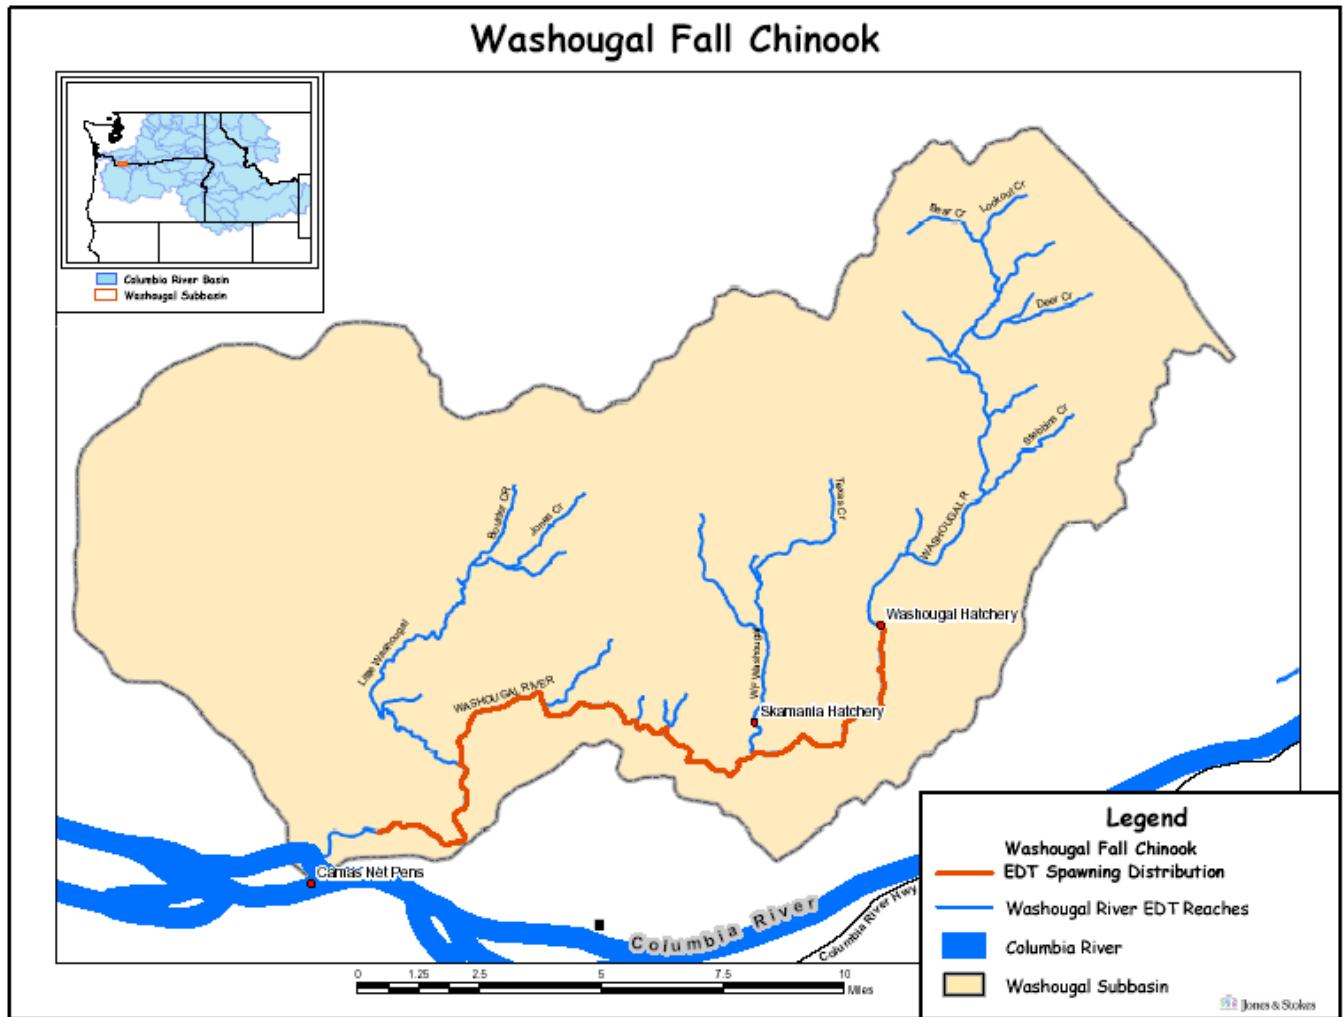 Washougal Fall Chinook
Columbia River Basin
Washougal Subbasin
Bear Cr
Lookout Cr
Deer Cr
Stebbins Cr
WASHOUGAL R
Texas Cr
Boulder CR
Jones Cr
Little Washougal
WASHOUGAL RIVER
WF Washougal
Washougal Hatchery
Skamania Hatchery
Camas Net Pens
Columbia River
Columbia River Hwy
0 1.25 2.5 5 7.5 10
Miles
Legend
Washougal Fall Chinook
EDT Spawning Distribution
Washougal River EDT Reaches
Columbia River
Washougal Subbasin
Jones & Stokes